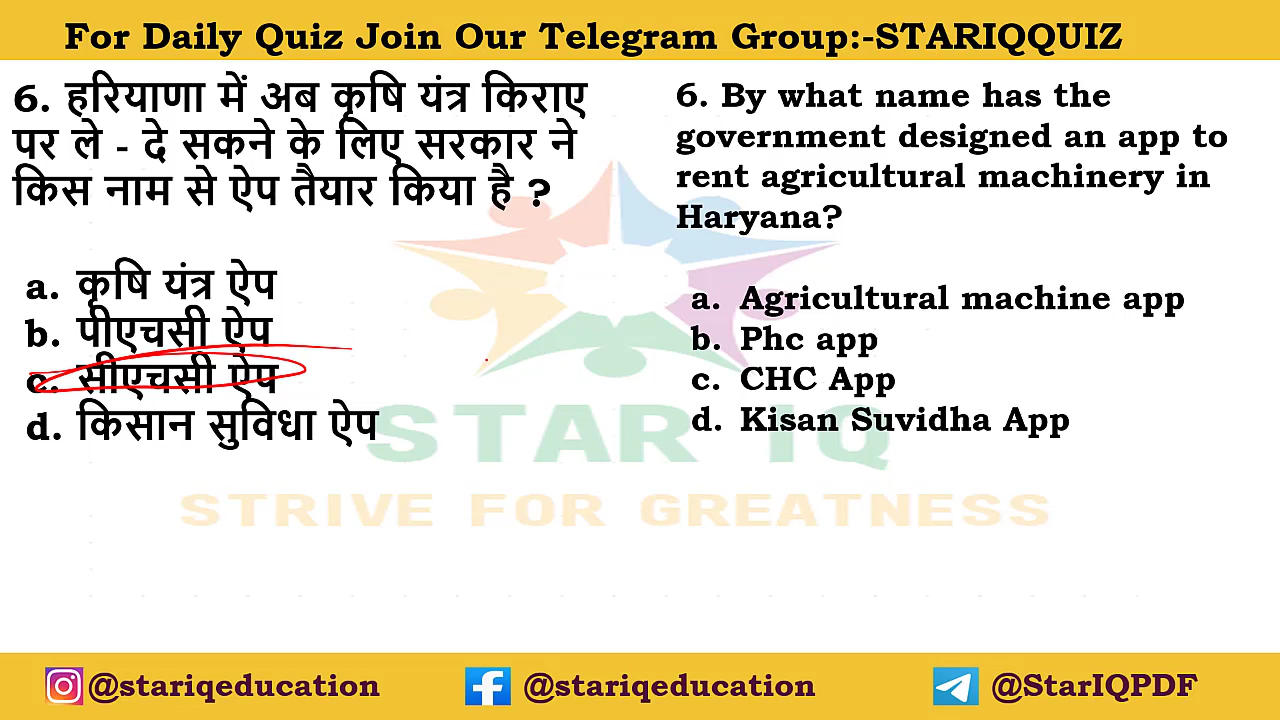 For Daily Quiz Join Our Telegram Group:-STARIQQUIZ
6. हरियाणा में अब कृषि यंत्र किराए
पर ले - दे सकने के लिए सरकार ने
किस नाम से ऐप तैयार किया है ?
a. कृषि यंत्र ऐप
b. पीएचसी ऐप
c. सीएचसी ऐप
d. किसान सुविधा ऐप
6. By what name has the
government designed an app to
rent agricultural machinery in
Haryana?
a. Agricultural machine app
b. Phc app
c. CHC App
d. Kisan Suvidha App
STAR IQ
STRIVE FOR GREATNESS
@stariqeducation
@stariqeducation
@StarIQPDF